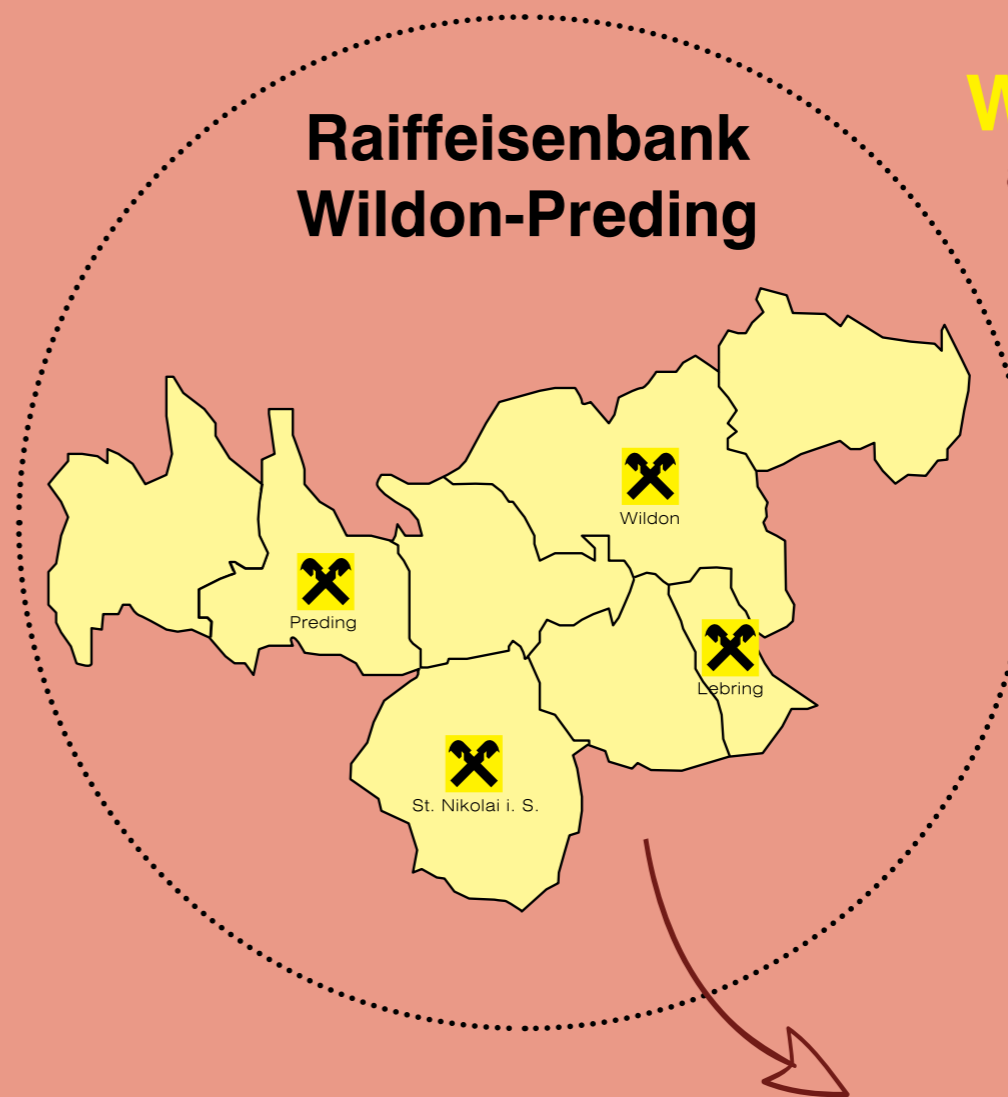 Raiffeisenbank
Wildon-Preding
W
Wildon
Preding
Lebring
St. Nikolai i. S.